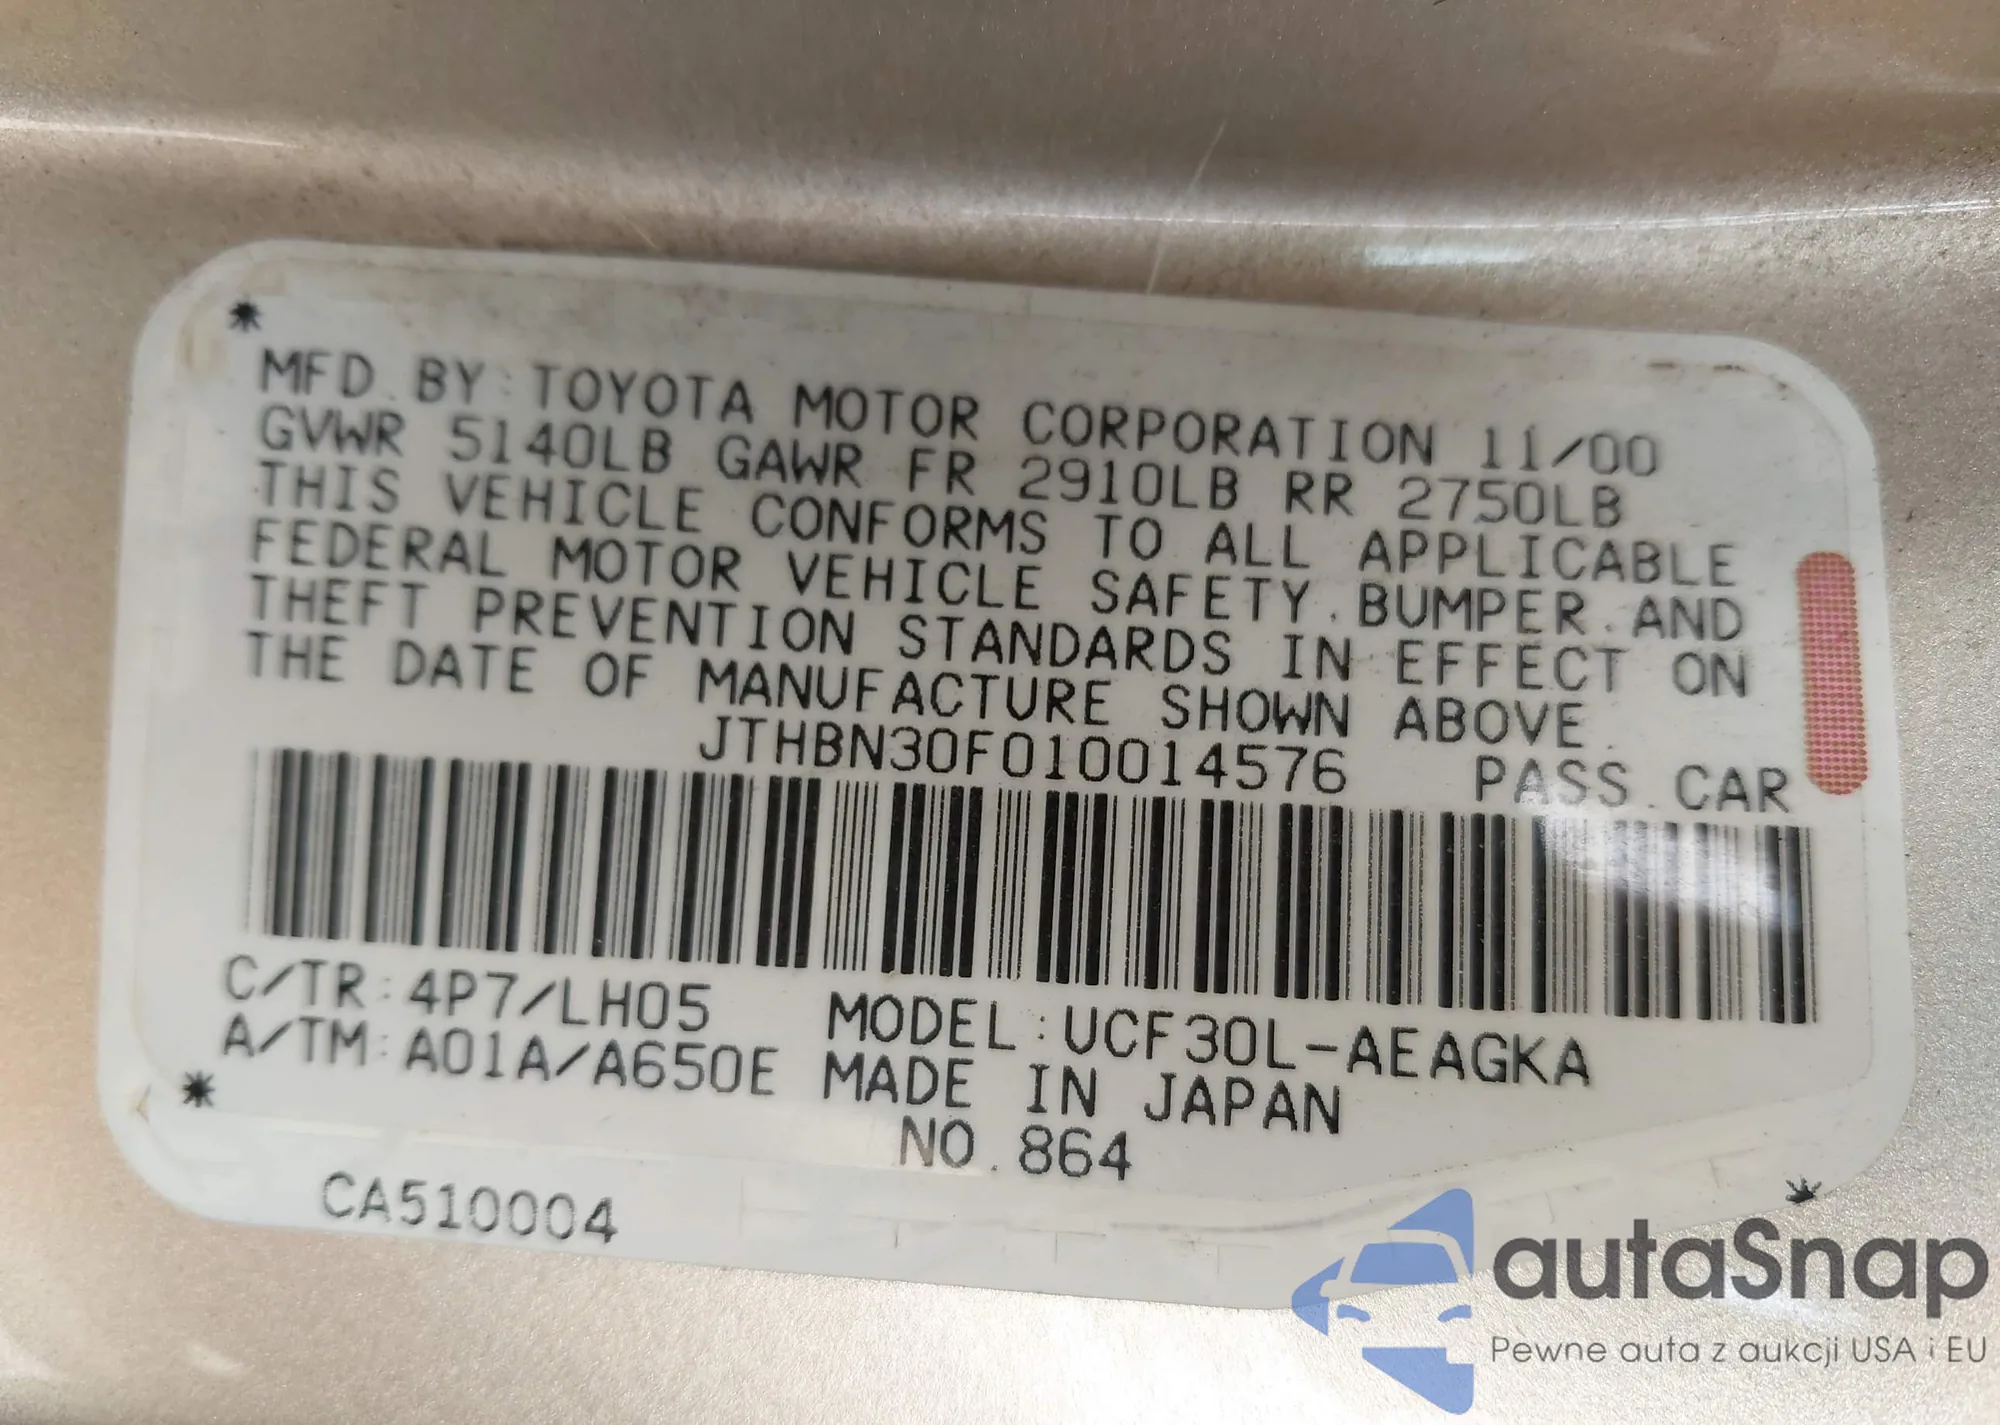 MFD. BY: TOYOTA MOTOR CORPORATION 11/00
GVWR 5140LB GAWR FR 2910LB RR 2750LB
THIS VEHICLE CONFORMS TO ALL APPLICABLE
FEDERAL MOTOR VEHICLE SAFETY, BUMPER, AND
THEFT PREVENTION STANDARDS IN EFFECT ON
THE DATE OF MANUFACTURE SHOWN ABOVE.
JTHBN30F010014576 PASS. CAR
C/TR: 4P7/LH05 MODEL: UCF30L-AEAGKA
A/TM: A01A/A650E MADE IN JAPAN
NO. 864
CA510004
autaSnap
Pewne auta z aukcji USA i EU